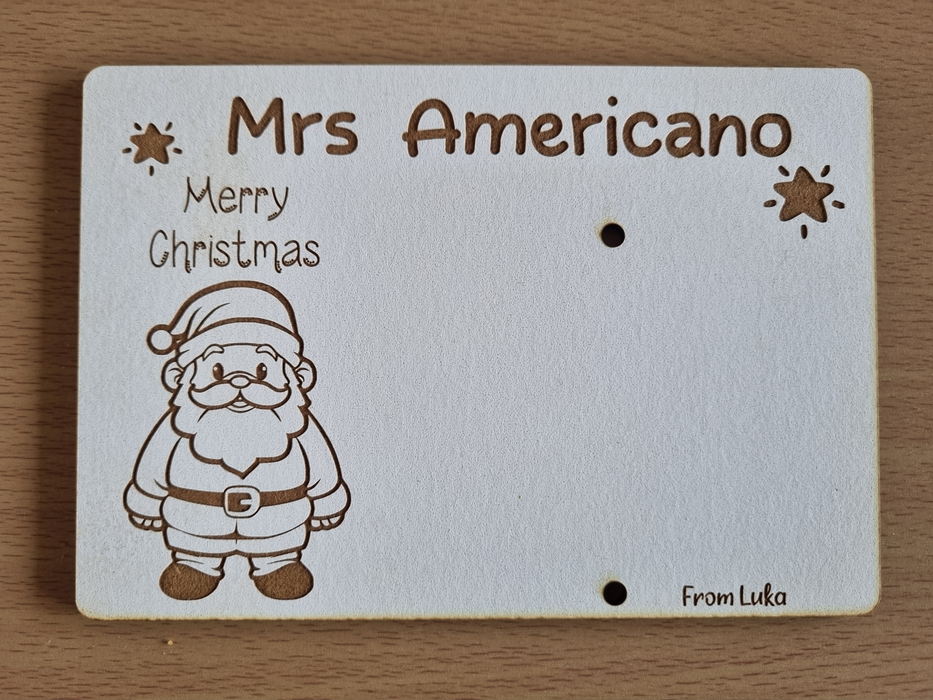 Mrs Americano
Merry
Christmas
From Luka